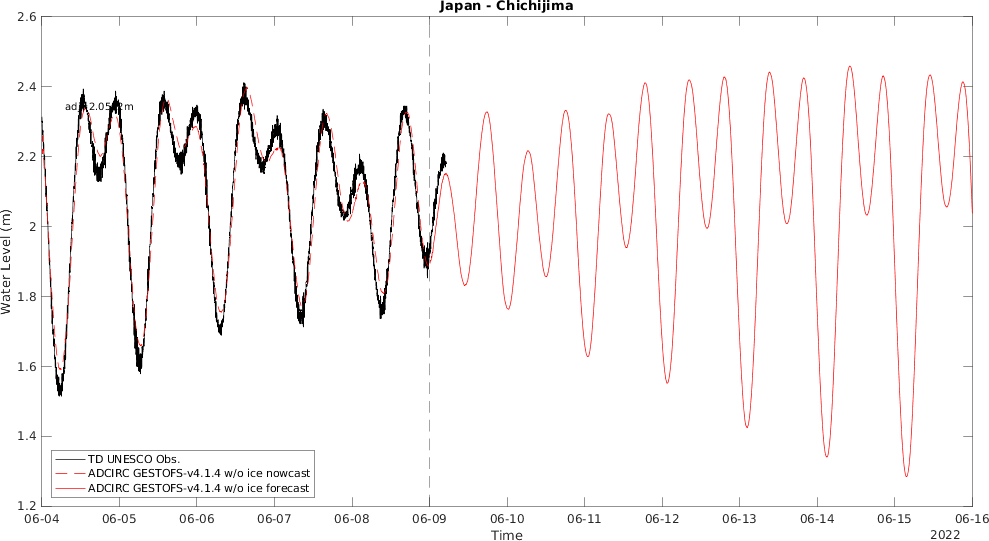 Japan - Chichijima
2.6
2.4
2.2
2
1.8
1.6
1.4
1.2
Water Level (m)
TD UNESCO Obs.
ADCIRC GESTOFS-v4.1.4 w/o ice nowcast
ADCIRC GESTOFS-v4.1.4 w/o ice forecast
06-04 06-05 06-06 06-07 06-08 06-09 06-10 06-11 06-12 06-13 06-14 06-15 06-16
Time
2022